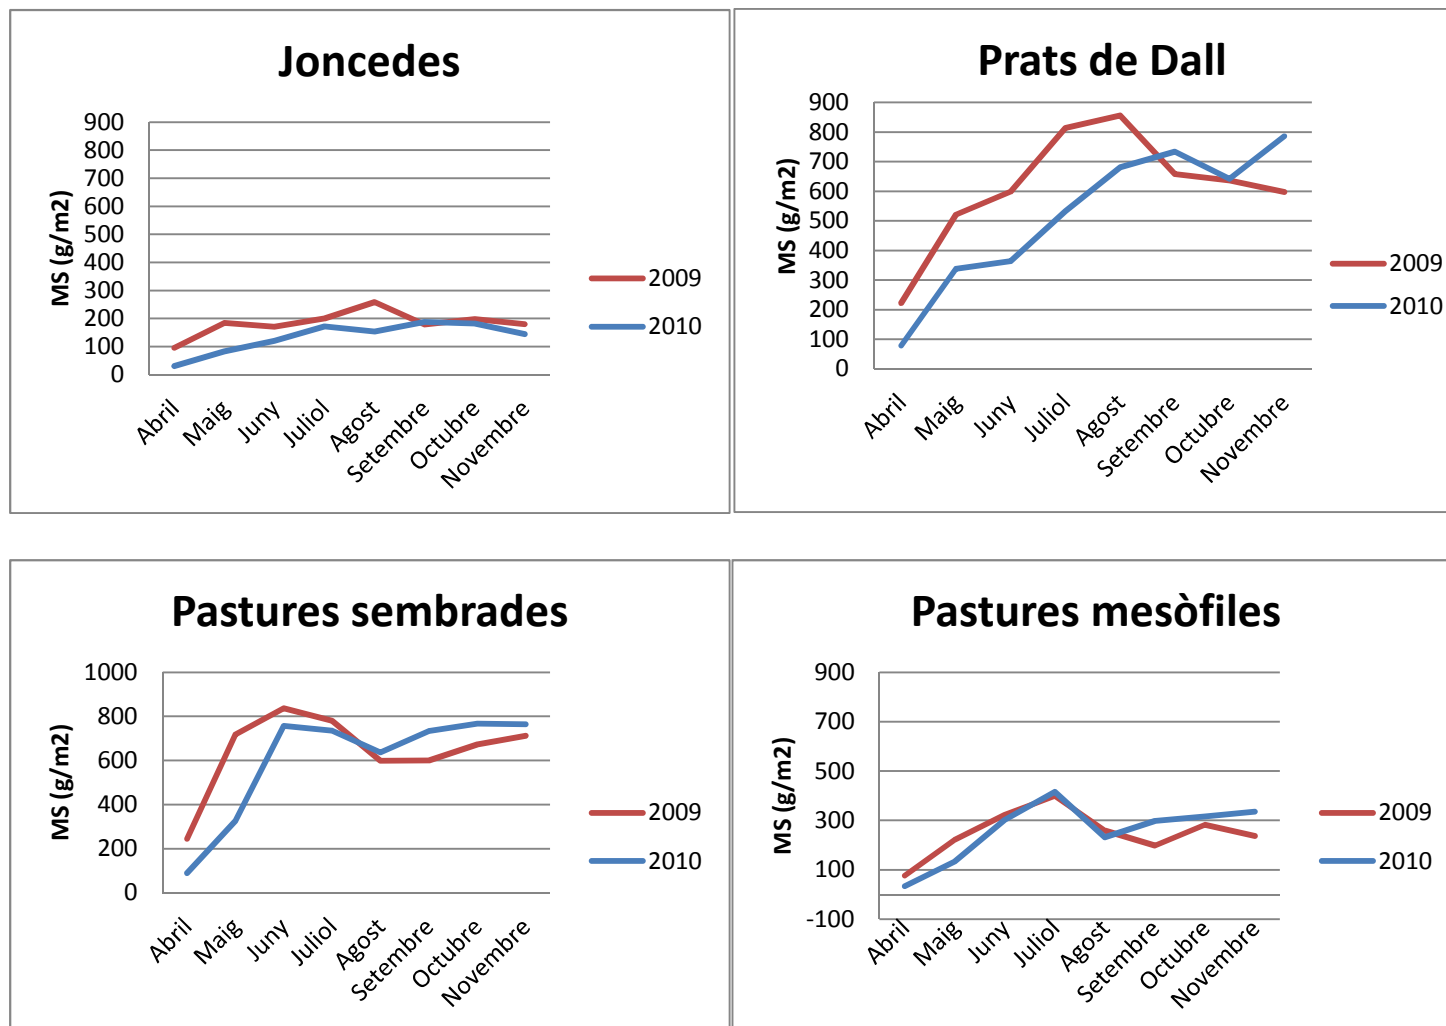 Joncedes
900
800
700
600
500
400
300
200
100
0
MS (g/m2)
Abril
Maig
Juny
Juliol
Agost
Setembre
Octubre
Novembre
2009
2010
Prats de Dall
900
800
700
600
500
400
300
200
100
0
MS (g/m2)
Abril
Maig
Juny
Juliol
Agost
Setembre
Octubre
Novembre
2009
2010
Pastures sembrades
1000
800
600
400
200
0
MS (g/m2)
Abril
Maig
Juny
Juliol
Agost
Setembre
Octubre
Novembre
2009
2010
Pastures mesòfiles
900
700
500
300
100
-100
MS (g/m2)
Abril
Maig
Juny
Juliol
Agost
Setembre
Octubre
Novembre
2009
2010